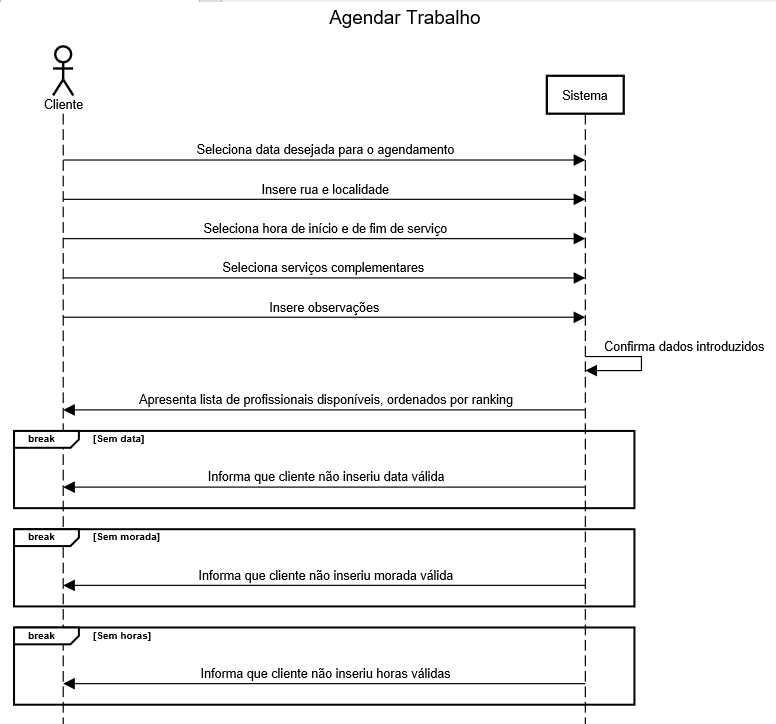 Agendar Trabalho
Cliente
Sistema
Seleciona data desejada para o agendamento
Insere rua e localidade
Seleciona hora de início e de fim de serviço
Seleciona serviços complementares
Insere observações
Confirma dados introduzidos
Apresenta lista de profissionais disponíveis, ordenados por ranking
break [Sem data]
Informa que cliente não inseriu data válida
break [Sem morada]
Informa que cliente não inseriu morada válida
break [Sem horas]
Informa que cliente não inseriu horas válidas